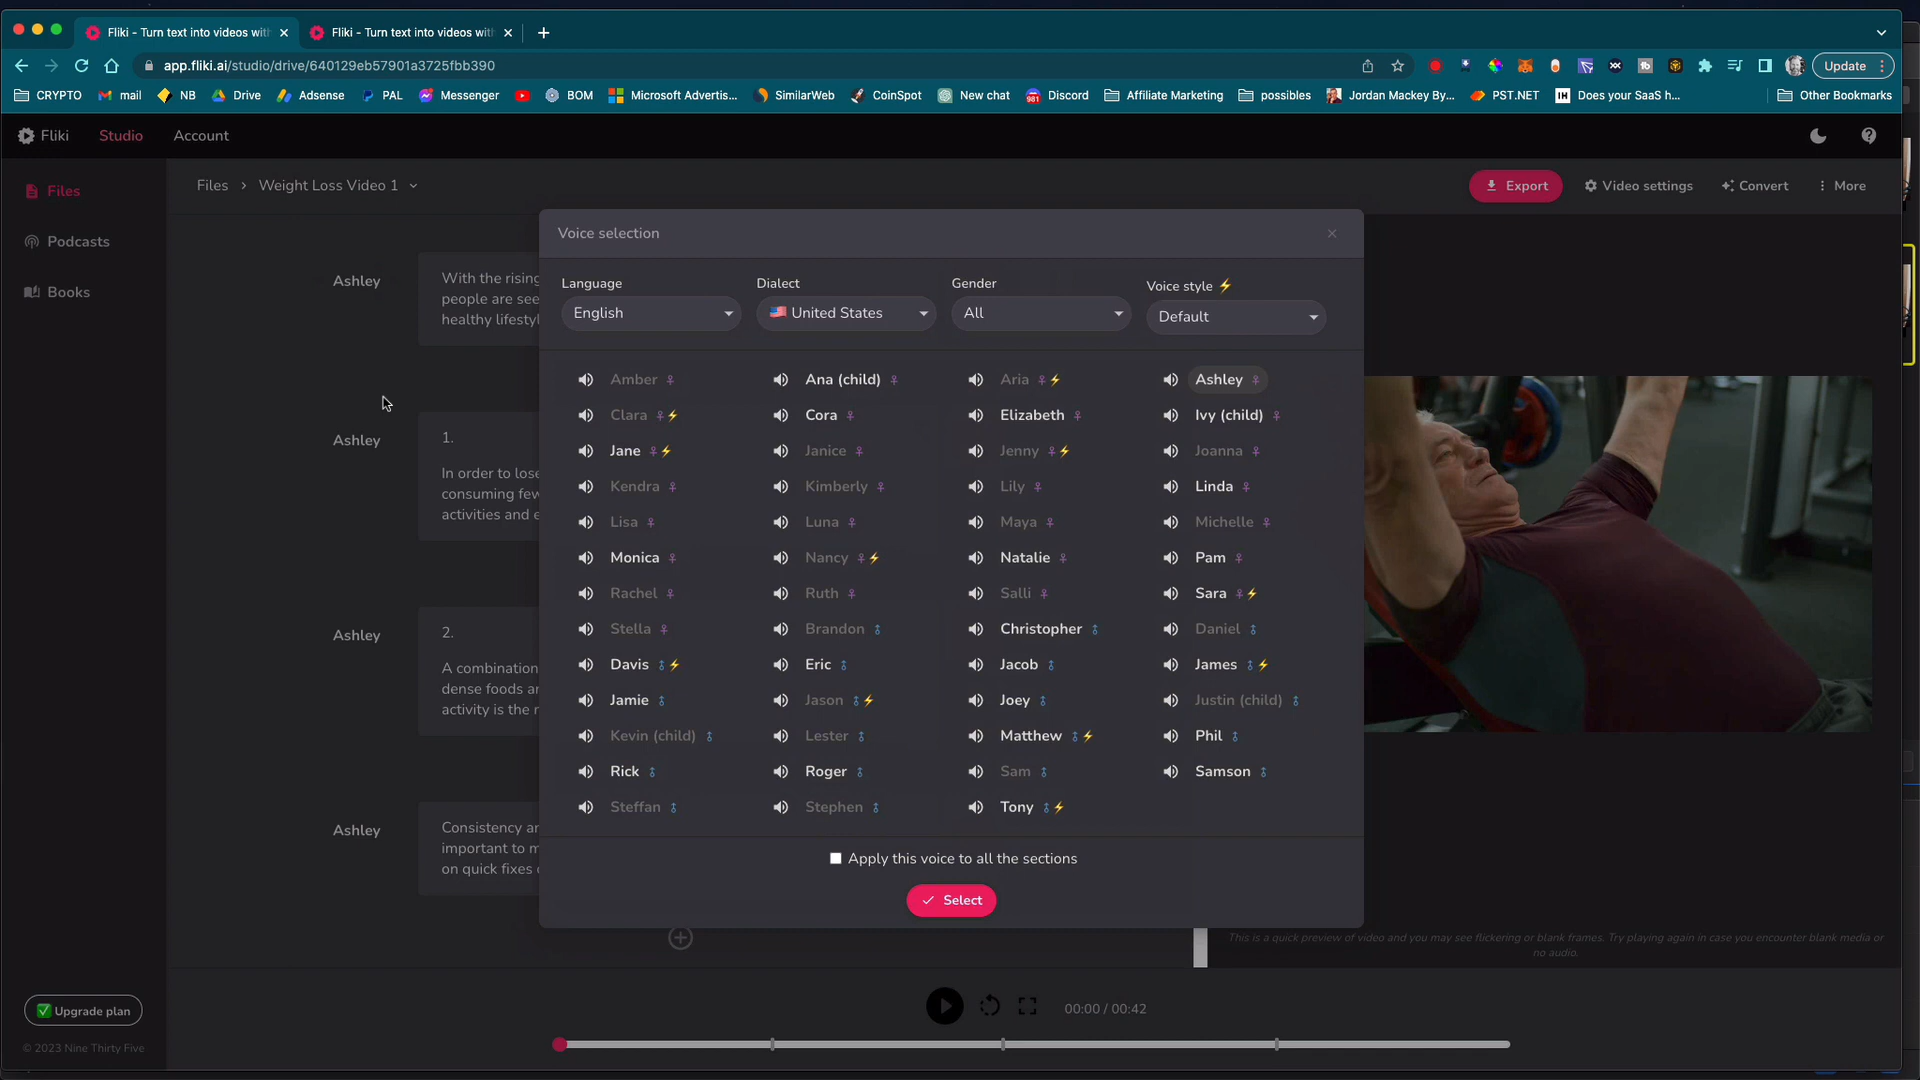 Fliki - Turn text into videos with
Fliki - Turn text into videos with
app.fliki.ai/studio/drive/640129eb57901a3725fbb390
Update
CRYPTO
mail
NB
Drive
Adsense
PAL
Messenger
BOM
Microsoft Advertis...
SimilarWeb
CoinSpot
New chat
981
Discord
Affiliate Marketing
possibles
Jordan Mackey By...
PST.NET
IH
Does your SaaS h...
Other Bookmarks
Fliki
Studio
Account
Files
Podcasts
Books
Files > Weight Loss Video 1
Export
Video settings
Convert
More
Ashley
With the rising
people are see
healthy lifestyl
Ashley
1.
In order to lose
consuming few
activities and e
Ashley
2.
A combination
dense foods an
activity is the r
Ashley
Consistency an
important to m
on quick fixes o
Voice selection
Language
English
Dialect
United States
Gender
All
Voice style
Default
Amber
Ana (child)
Aria
Ashley
Clara
Cora
Elizabeth
Ivy (child)
Jane
Janice
Jenny
Joanna
Kendra
Kimberly
Lily
Linda
Lisa
Luna
Maya
Michelle
Monica
Nancy
Natalie
Pam
Rachel
Ruth
Salli
Sara
Stella
Brandon
Christopher
Daniel
Davis
Eric
Jacob
James
Jamie
Jason
Joey
Justin (child)
Kevin (child)
Lester
Matthew
Phil
Rick
Roger
Sam
Samson
Steffan
Stephen
Tony
Apply this voice to all the sections
Select
This is a quick preview of video and you may see flickering or blank frames. Try playing again in case you encounter blank media or
no audio.
00:00 / 00:42
Upgrade plan
© 2023 Nine Thirty Five